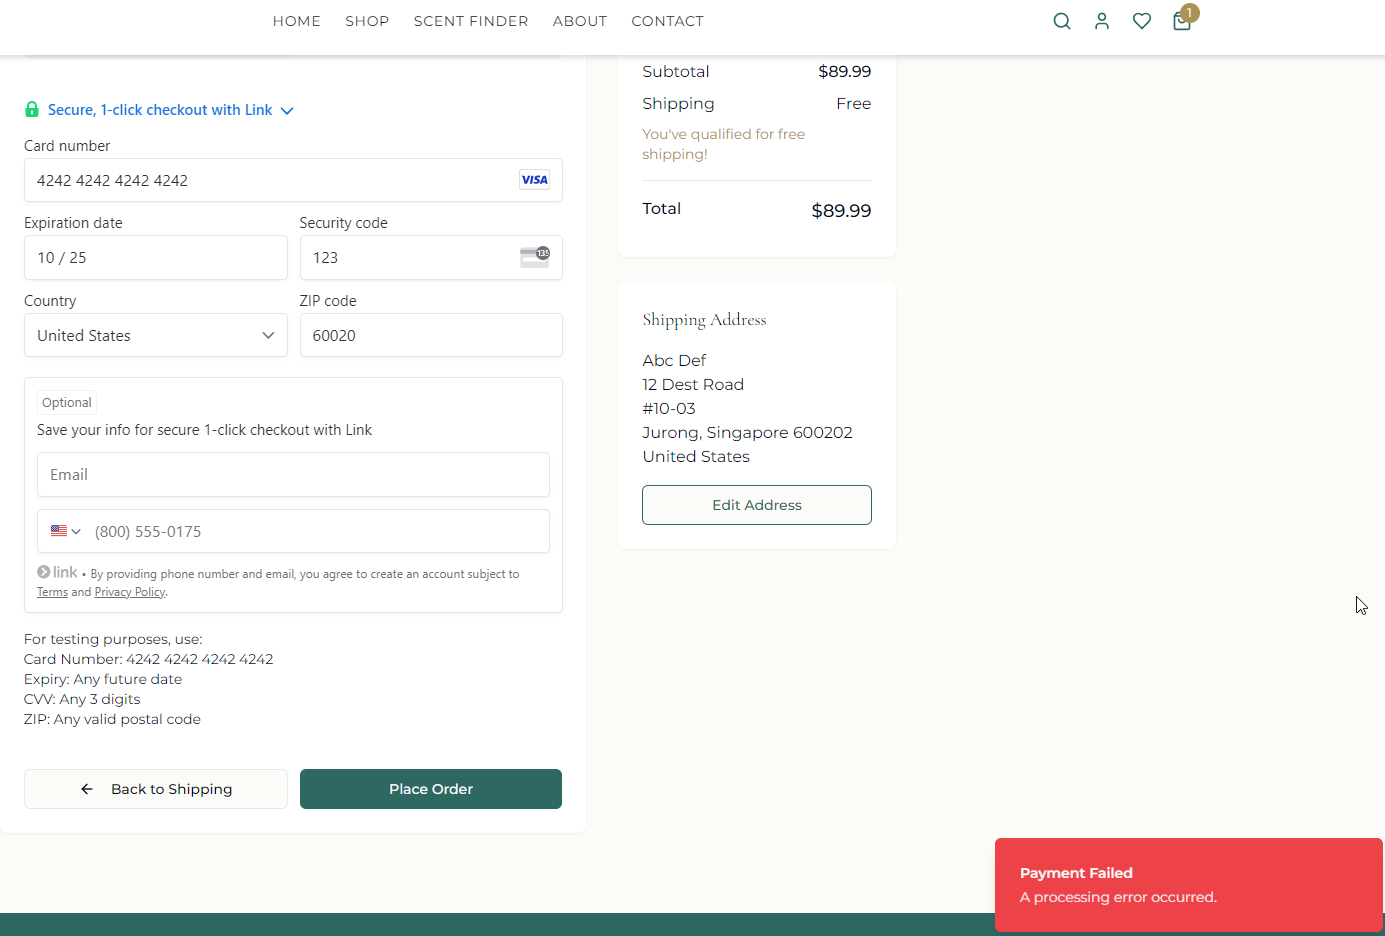 HOME SHOP SCENT FINDER ABOUT CONTACT
1
Secure, 1-click checkout with Link
Card number
4242 4242 4242 4242
VISA
Expiration date
Security code
10 / 25
123
135
Country
ZIP code
United States
60020
Optional
Save your info for secure 1-click checkout with Link
Email
(800) 555-0175
link • By providing phone number and email, you agree to create an account subject to
Terms and Privacy Policy.
For testing purposes, use:
Card Number: 4242 4242 4242 4242
Expiry: Any future date
CVV: Any 3 digits
ZIP: Any valid postal code
Back to Shipping
Place Order
Subtotal $89.99
Shipping Free
You've qualified for free
shipping!
Total $89.99
Shipping Address
Abc Def
12 Dest Road
#10-03
Jurong, Singapore 600202
United States
Edit Address
Payment Failed
A processing error occurred.